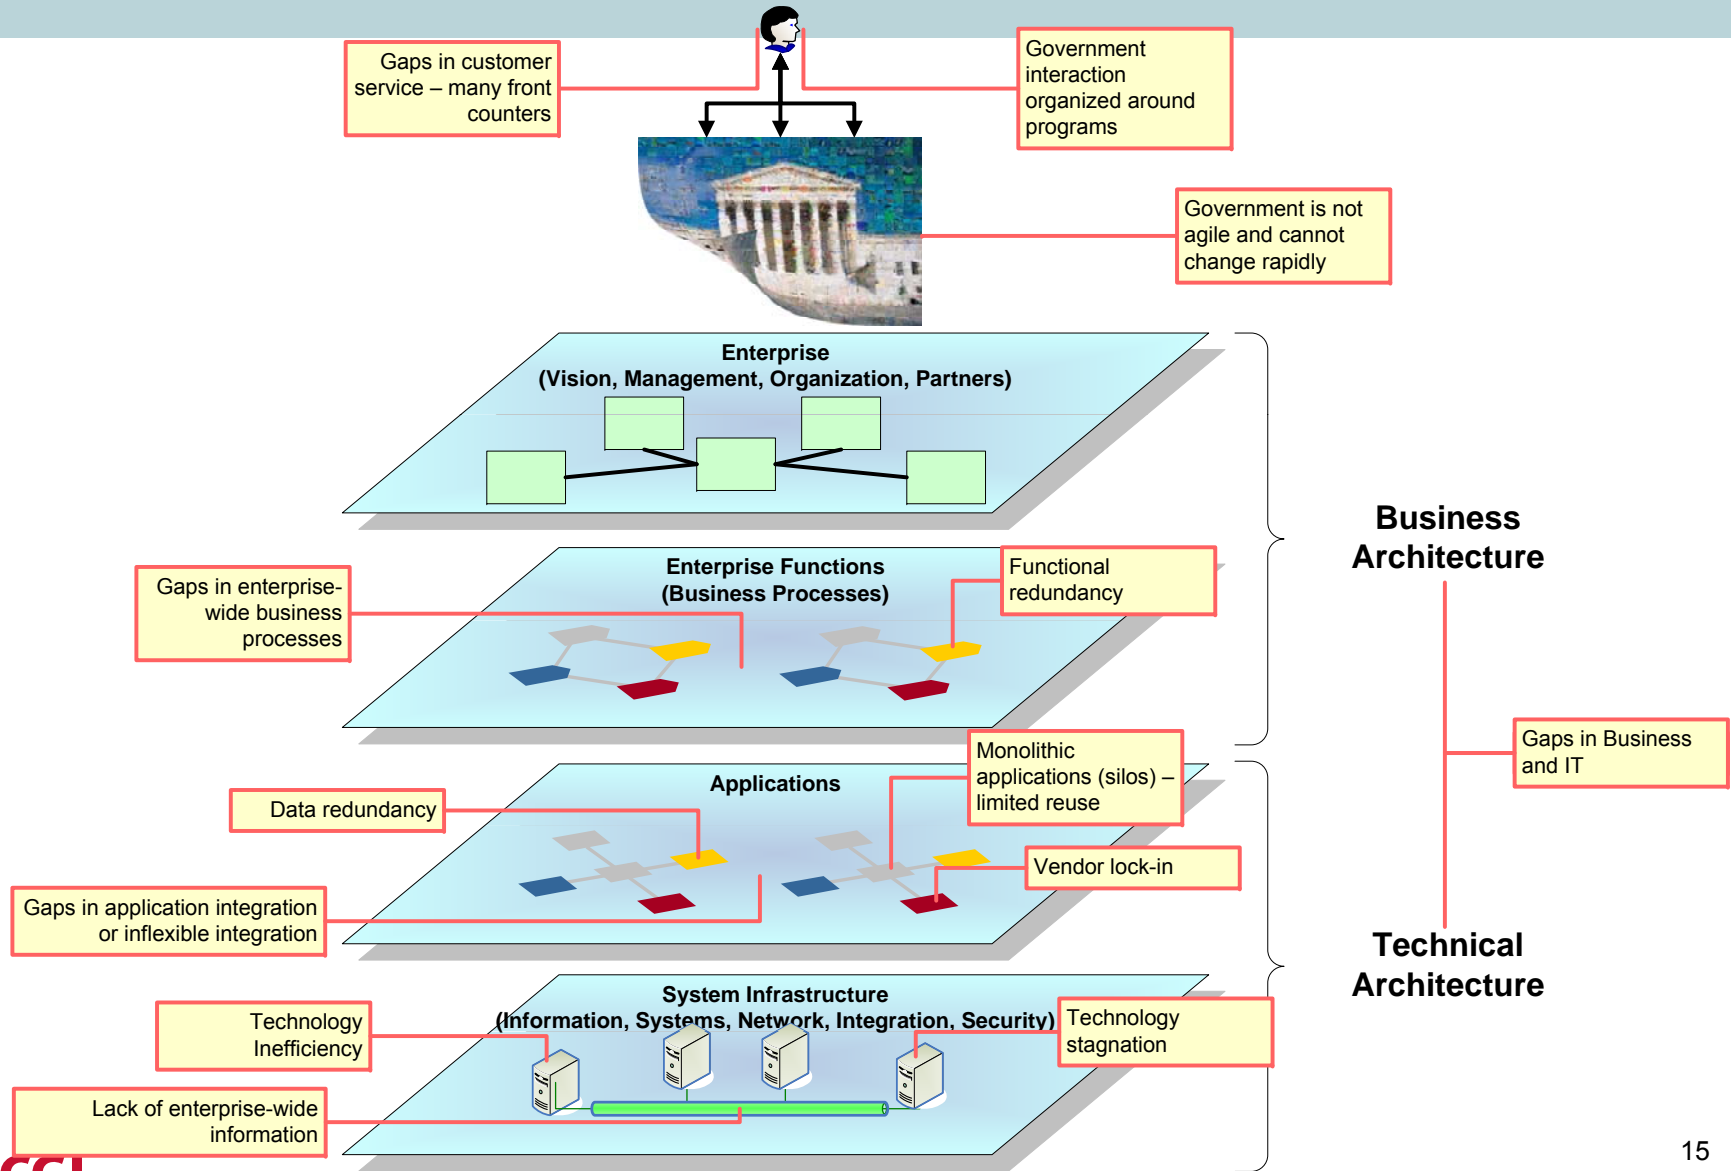 Gaps in customer
service – many front
counters
Government
interaction
organized around
programs
Government is not
agile and cannot
change rapidly
Enterprise
(Vision, Management, Organization, Partners)
Business
Architecture
Enterprise Functions
(Business Processes)
Functional
redundancy
Gaps in enterprise-
wide business
processes
Gaps in Business
and IT
Applications
Monolithic
applications (silos) –
limited reuse
Data redundancy
Vendor lock-in
Gaps in application integration
or inflexible integration
Technical
Architecture
System Infrastructure
(Information, Systems, Network, Integration, Security)
Technology
Inefficiency
Technology
stagnation
Lack of enterprise-wide
information
15